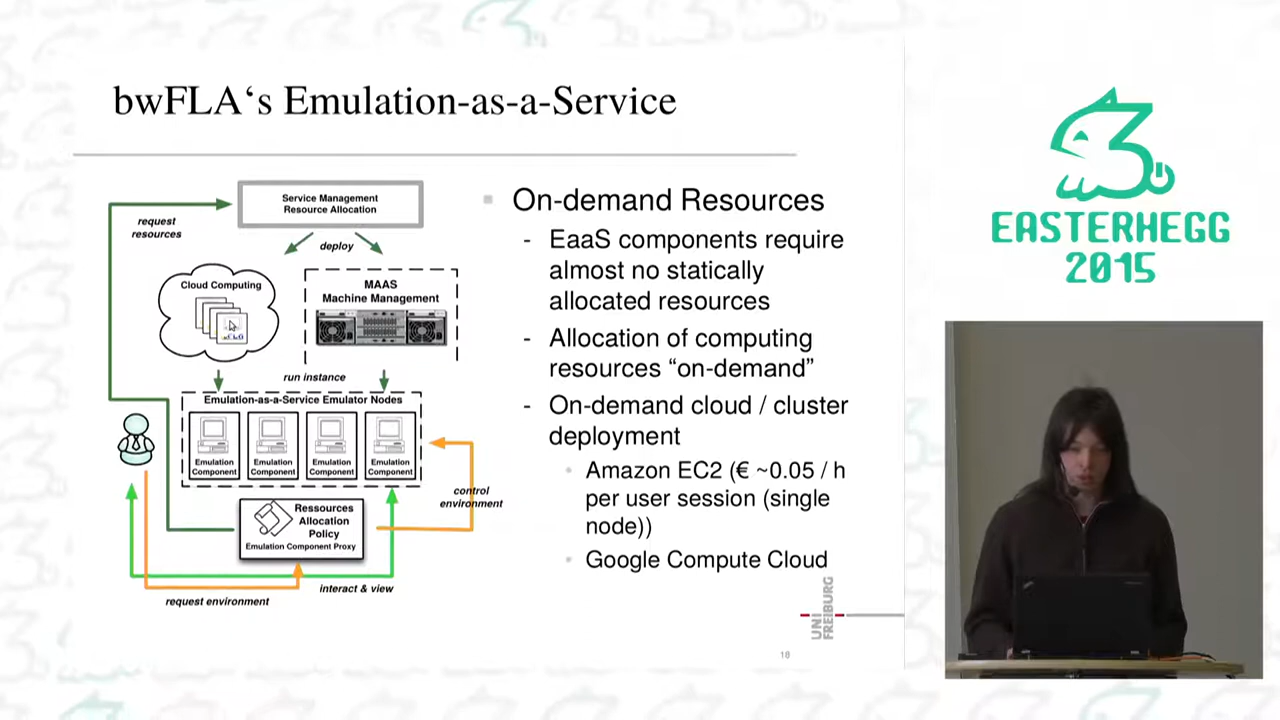 bwFLA‘s Emulation-as-a-Service
Service Management
Resource Allocation
request
resources
deploy
Cloud Computing
MAAS
Machine Management
run instance
Emulation-as-a-Service Emulator Nodes
Emulation
Component
Emulation
Component
Emulation
Component
Emulation
Component
control
environment
Ressources
Allocation
Policy
Emulation Component Proxy
interact & view
request environment
On-demand Resources
- EaaS components require
almost no statically
allocated resources
- Allocation of computing
resources “on-demand”
- On-demand cloud / cluster
deployment
Amazon EC2 (€ ~0.05 / h
per user session (single
node))
Google Compute Cloud
UNI
FREIBURG
18
EASTERHEGG
2015